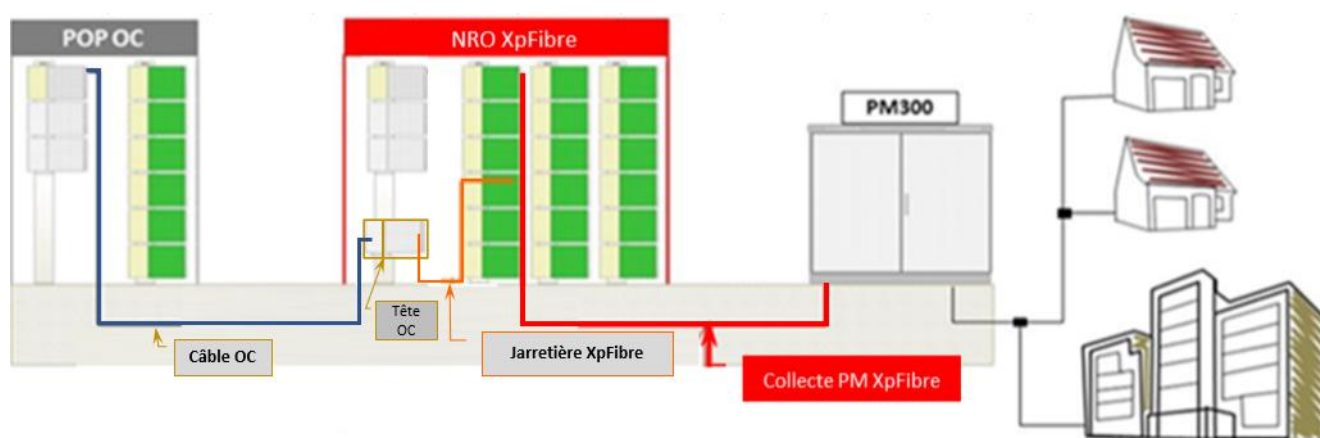 POP OC
NRO XpFibre
PM300
Tête
OC
Câble OC
Jarretière XpFibre
Collecte PM XpFibre